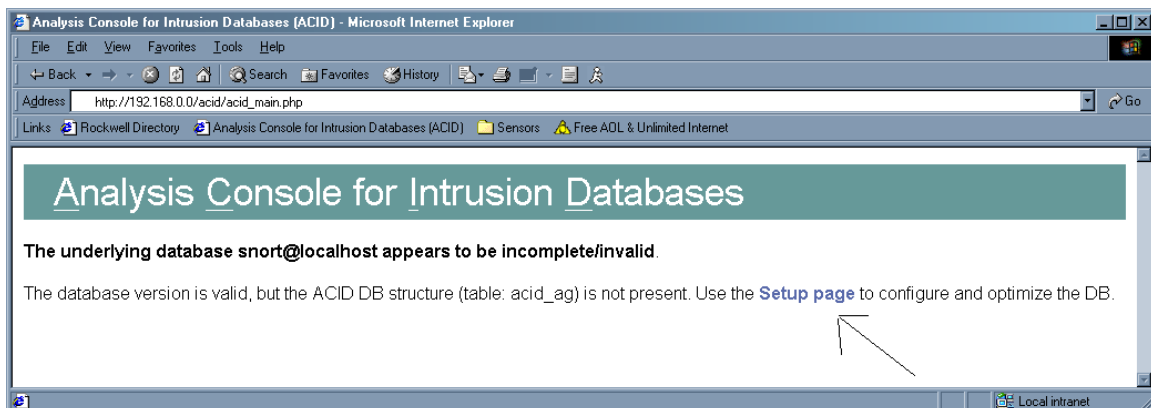 Analysis Console for Intrusion Databases (ACID) - Microsoft Internet Explorer
File Edit View Favorites Tools Help
Back Search Favorites History
Address http://192.168.0.0/acid/acid_main.php Go
Links Rockwell Directory Analysis Console for Intrusion Databases (ACID) Sensors Free AOL & Unlimited Internet
Analysis Console for Intrusion Databases
The underlying database snort@localhost appears to be incomplete/invalid.
The database version is valid, but the ACID DB structure (table: acid_ag) is not present. Use the Setup page to configure and optimize the DB.
Local intranet